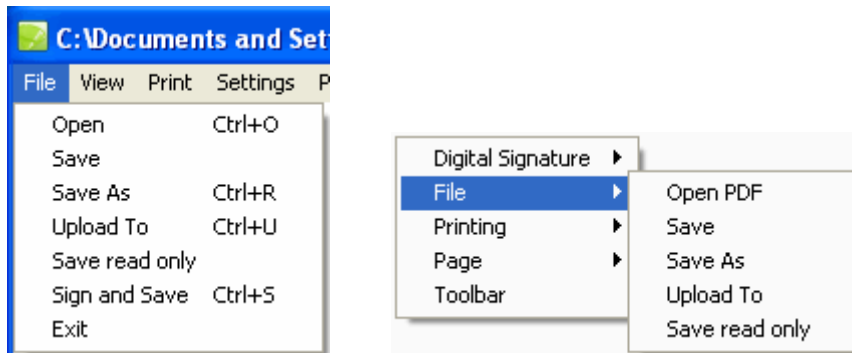 C:\Documents and Set
File View Print Settings P
Open Ctrl+O
Save
Save As Ctrl+R
Upload To Ctrl+U
Save read only
Sign and Save Ctrl+S
Exit
Digital Signature
File
Printing
Page
Toolbar
Open PDF
Save
Save As
Upload To
Save read only